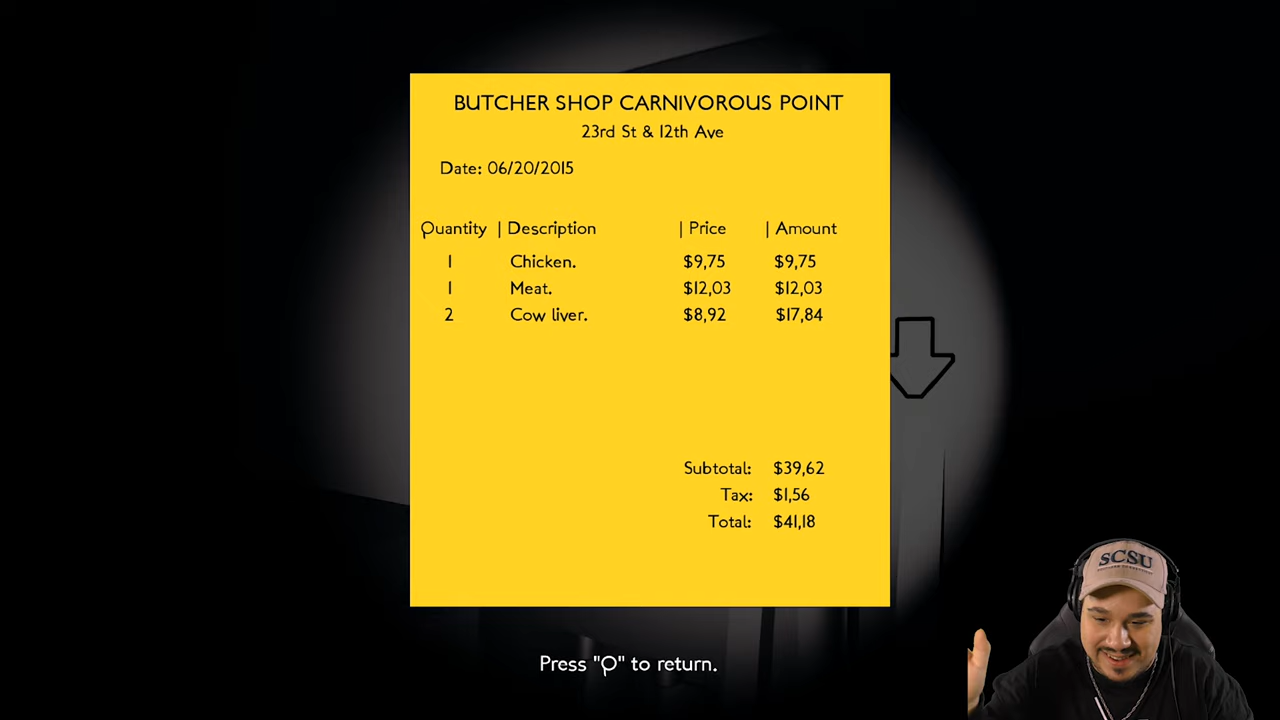 BUTCHER SHOP CARNIVOROUS POINT
23rd St & 12th Ave
Date: 06/20/2015
Quantity | Description | Price | Amount
1 Chicken. $9,75 $9,75
1 Meat. $12,03 $12,03
2 Cow liver. $8,92 $17,84
Subtotal: $39,62
Tax: $1,56
Total: $41,18
Press "Q" to return.
SCSU